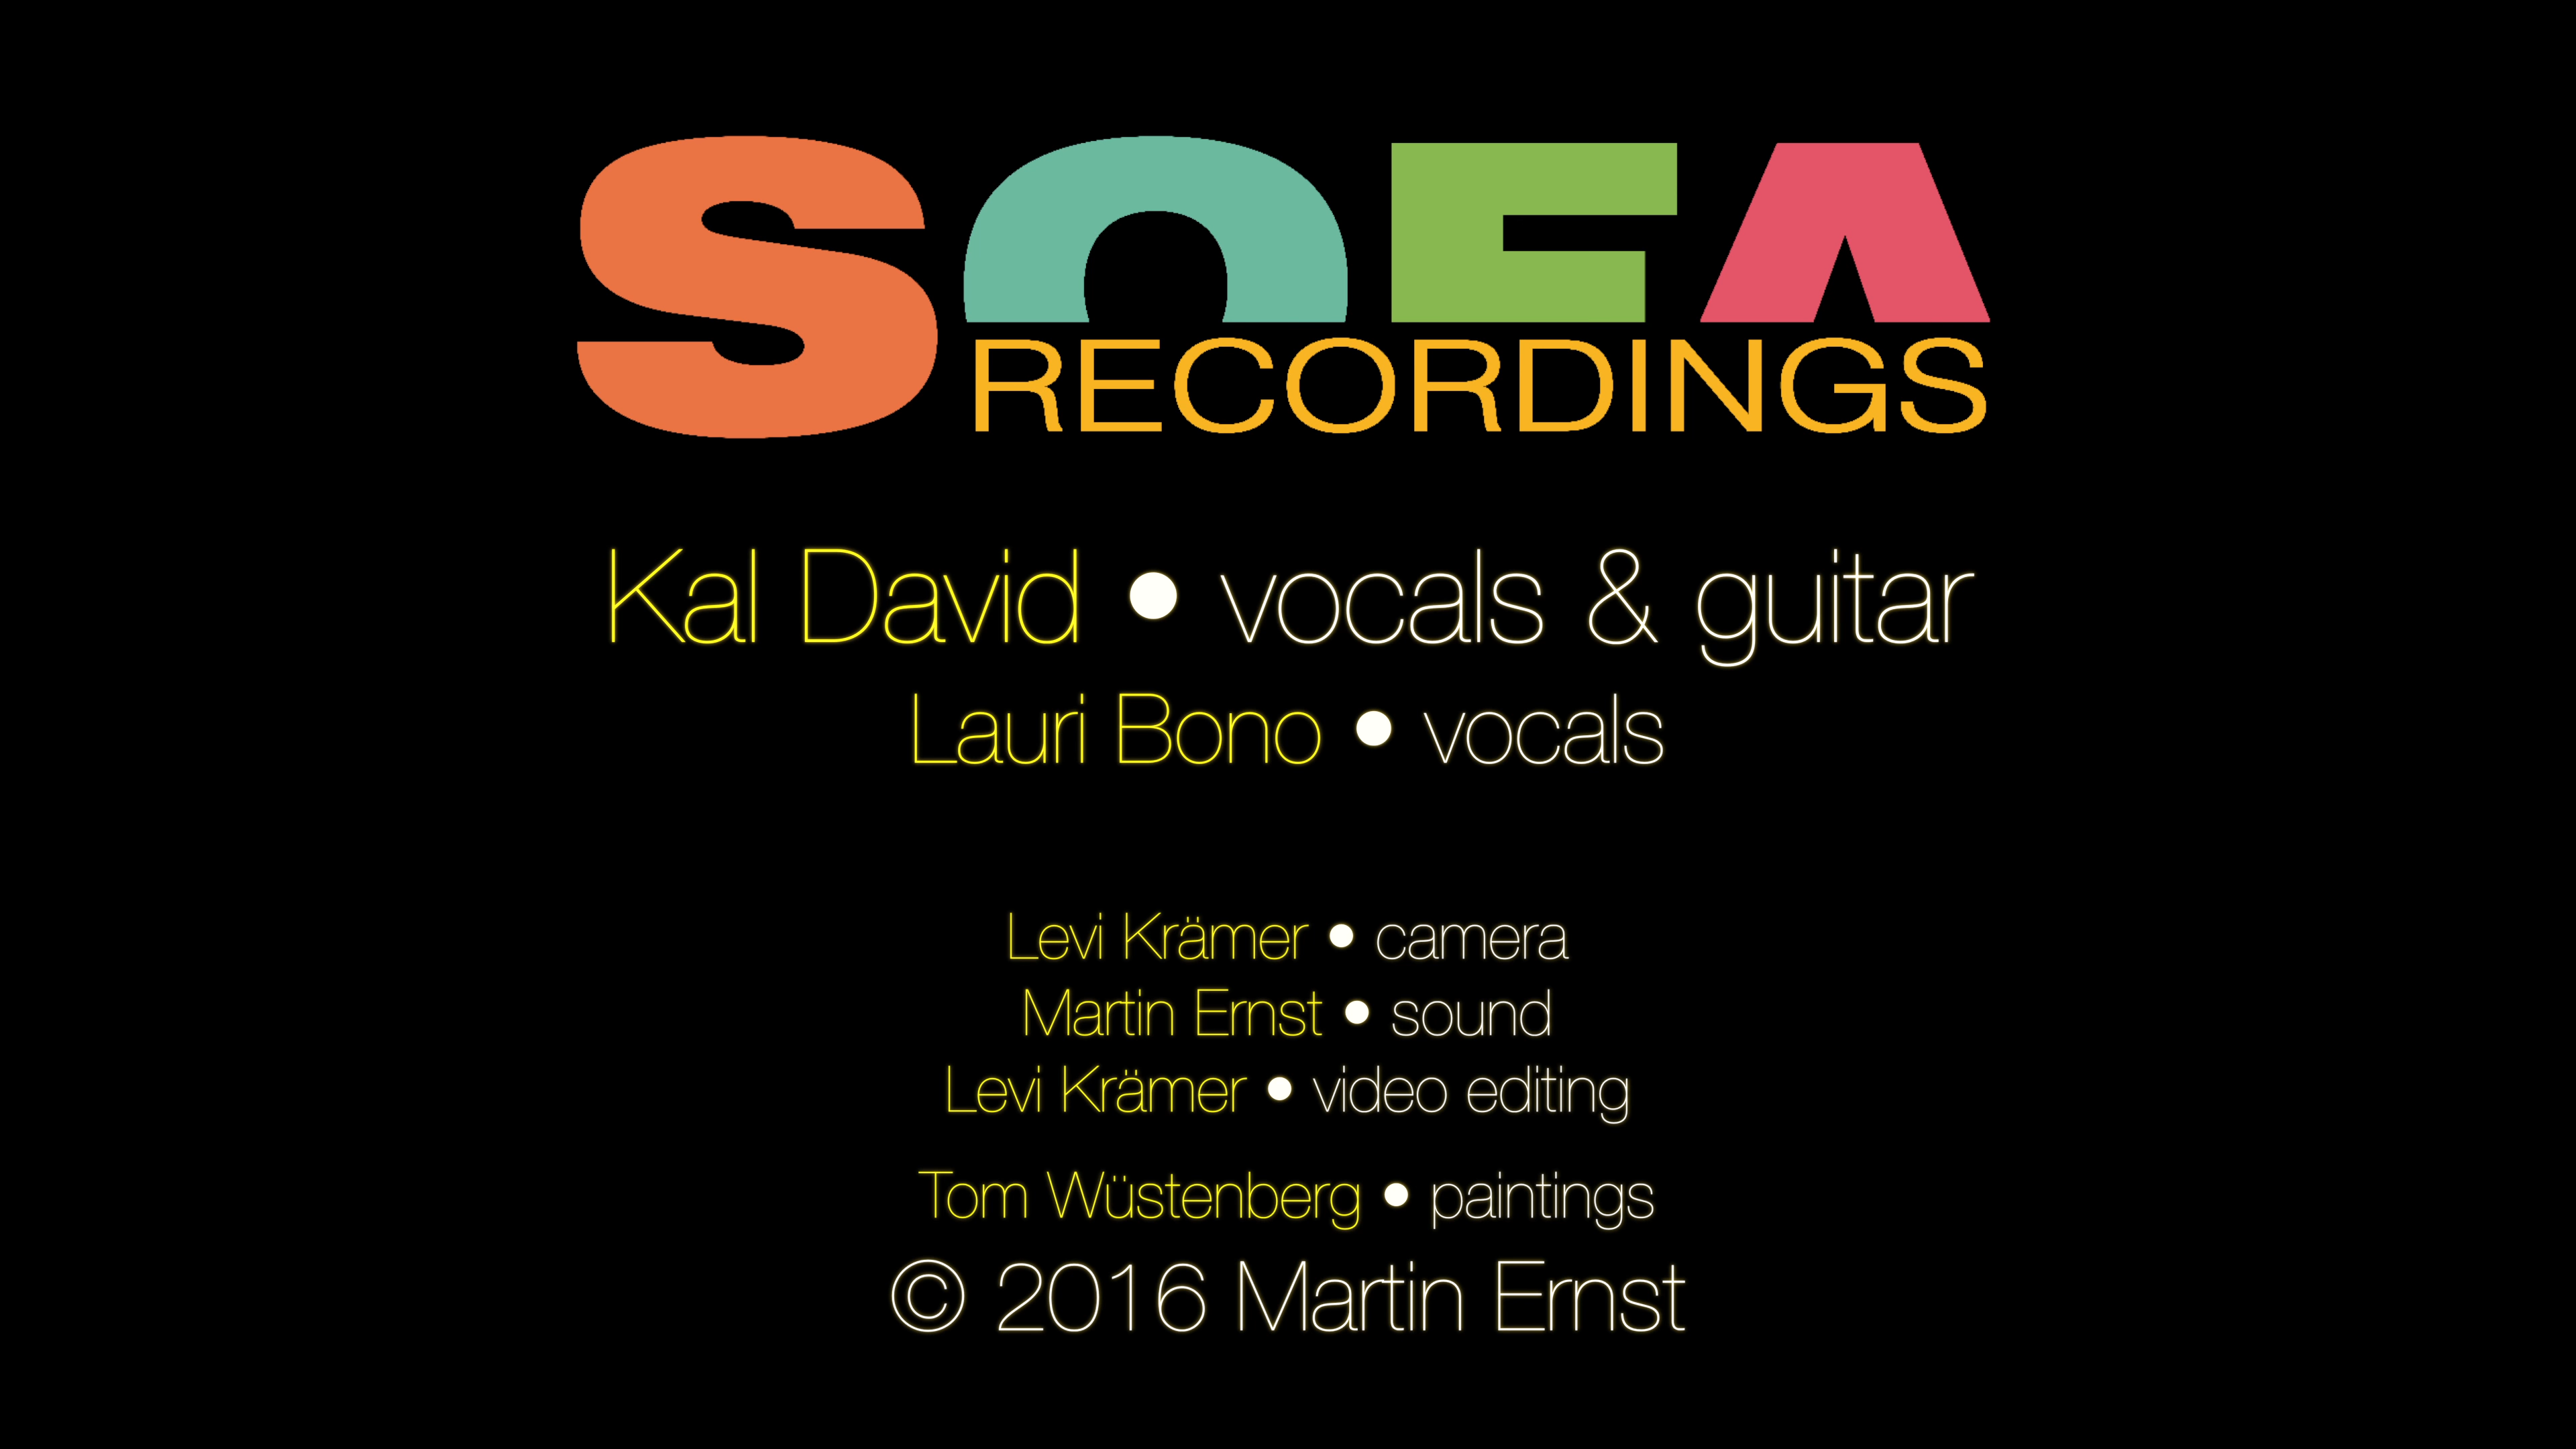 SOFA
RECORDINGS
Kal David • vocals & guitar
Lauri Bono • vocals
Levi Krämer • camera
Martin Ernst • sound
Levi Krämer • video editing
Tom Wüstenberg • paintings
© 2016 Martin Ernst